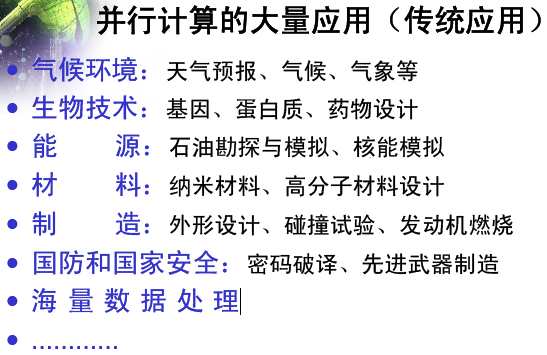 并行计算的大量应用（传统应用）
• 气候环境：天气预报、气候、气象等
• 生物技术：基因、蛋白质、药物设计
• 能 源：石油勘探与模拟、核能模拟
• 材 料：纳米材料、高分子材料设计
• 制 造：外形设计、碰撞试验、发动机燃烧
• 国防和国家安全：密码破译、先进武器制造
• 海 量 数 据 处 理
• ............